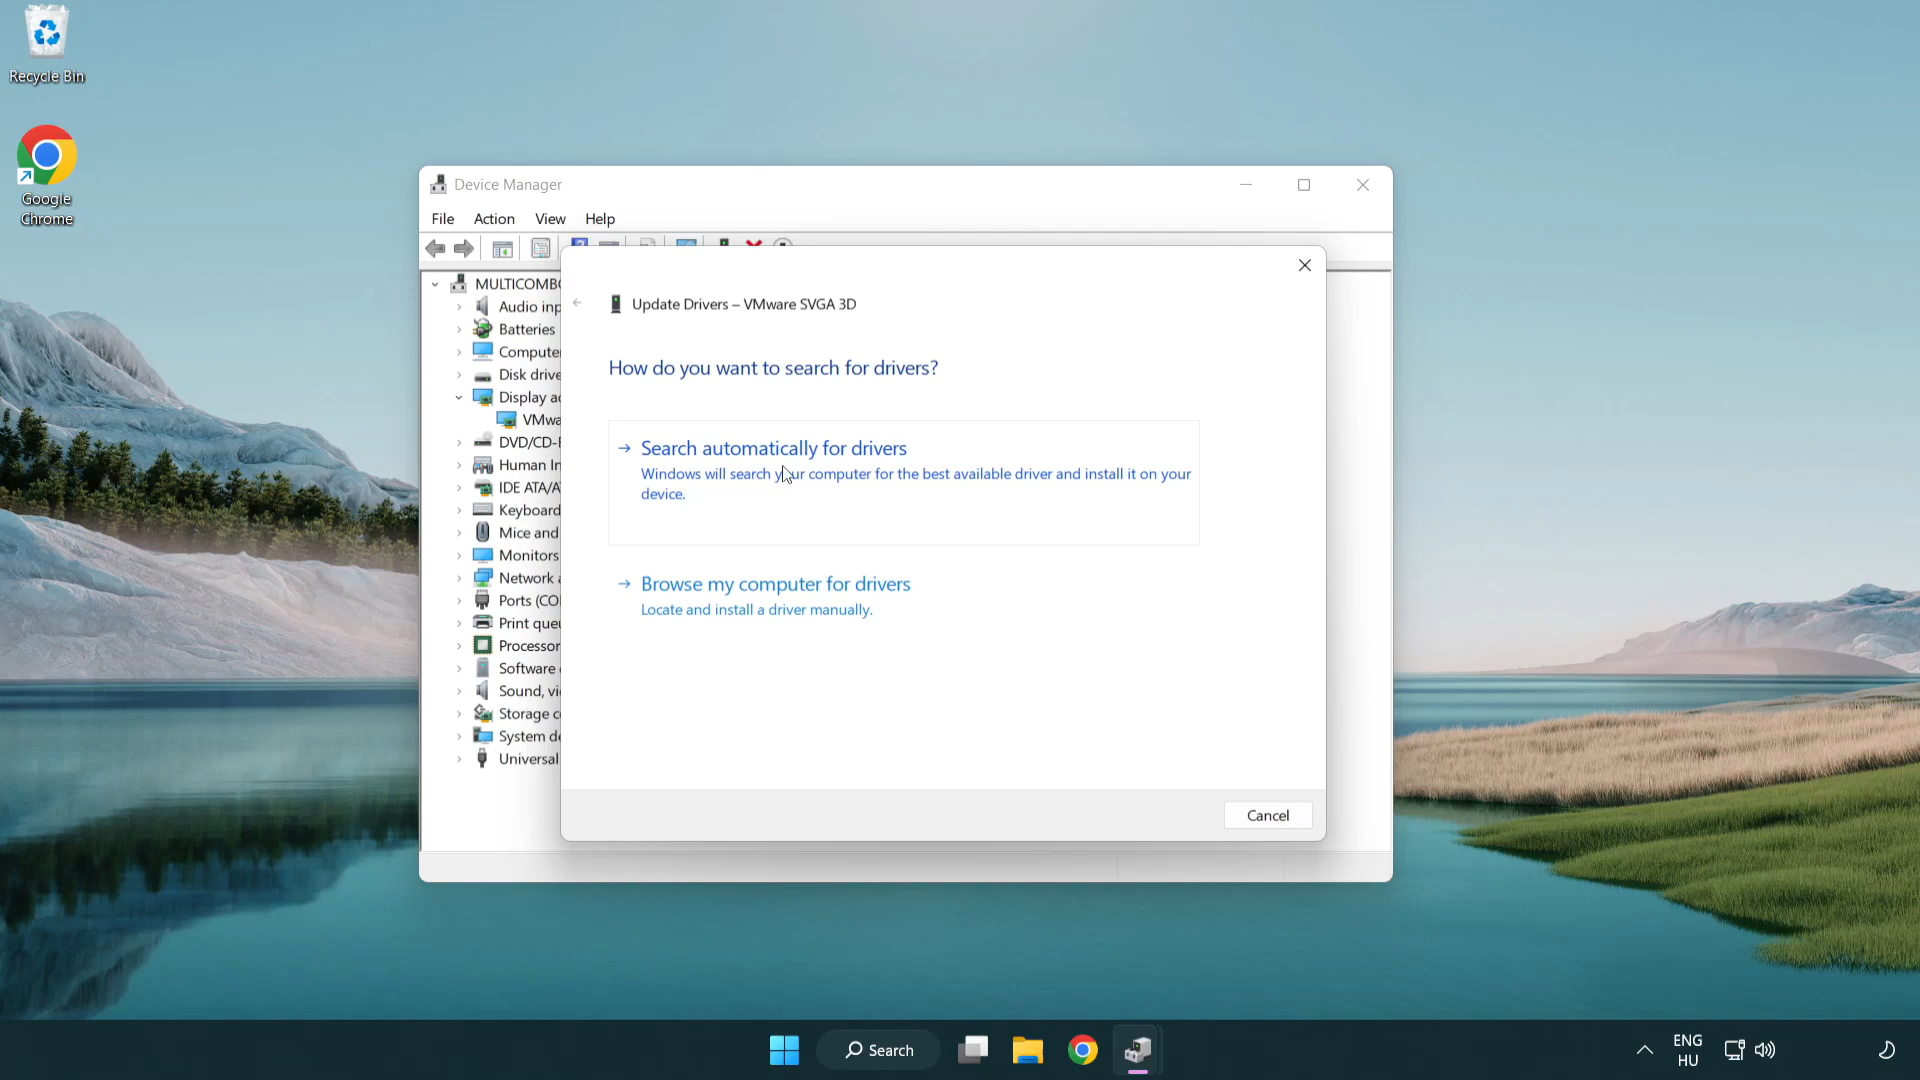 Recycle Bin
Google
Chrome
Device Manager
File Action View Help
MULTICOMBO
Audio inp
Batteries
Compute
Disk drive
Display a
VMwa
DVD/CD-
Human In
IDE ATA/A
Keyboard
Mice and
Monitors
Network
Ports (CO
Print que
Processor
Software
Sound, vi
Storage c
System de
Universal
Update Drivers – VMware SVGA 3D
How do you want to search for drivers?
Search automatically for drivers
Windows will search your computer for the best available driver and install it on your
device.
Browse my computer for drivers
Locate and install a driver manually.
Cancel
Search
ENG
HU